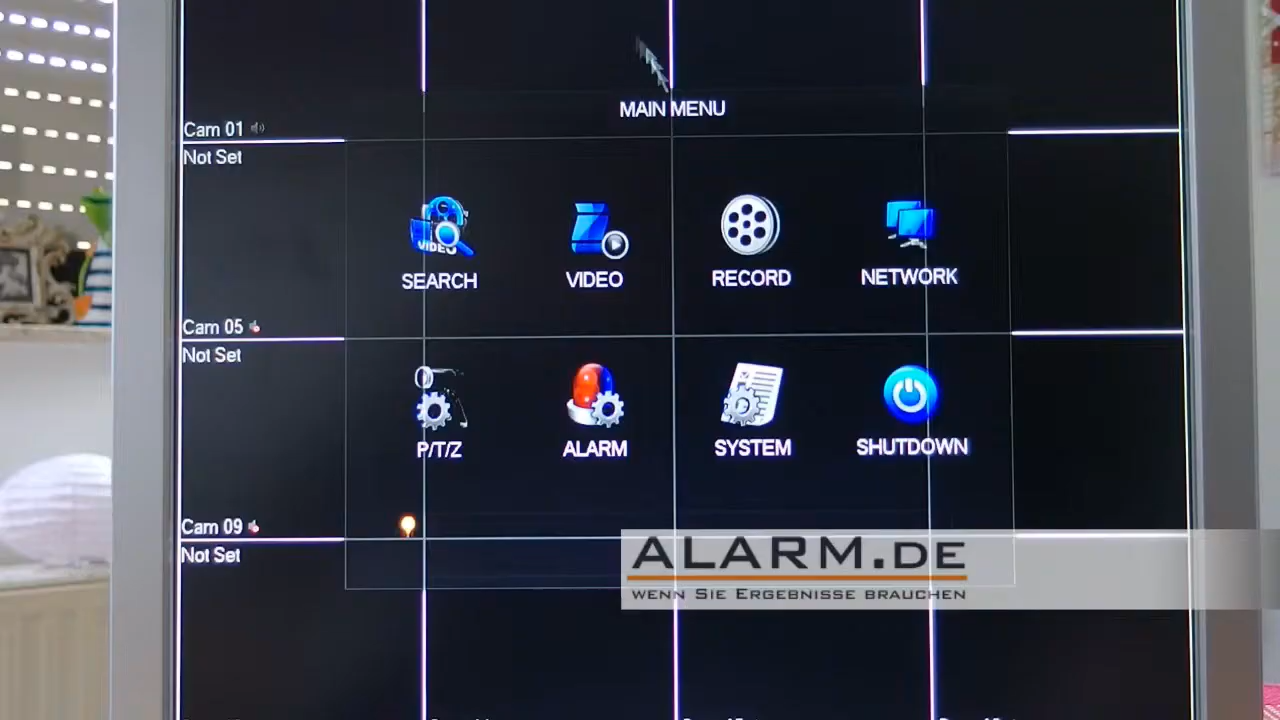 MAIN MENU
Cam 01
Not Set
VIDEO
SEARCH
VIDEO
RECORD
NETWORK
Cam 05
Not Set
P/T/Z
ALARM
SYSTEM
SHUTDOWN
Cam 09
Not Set
ALARM.DE
WENN SIE ERGEBNISSE BRAUCHEN